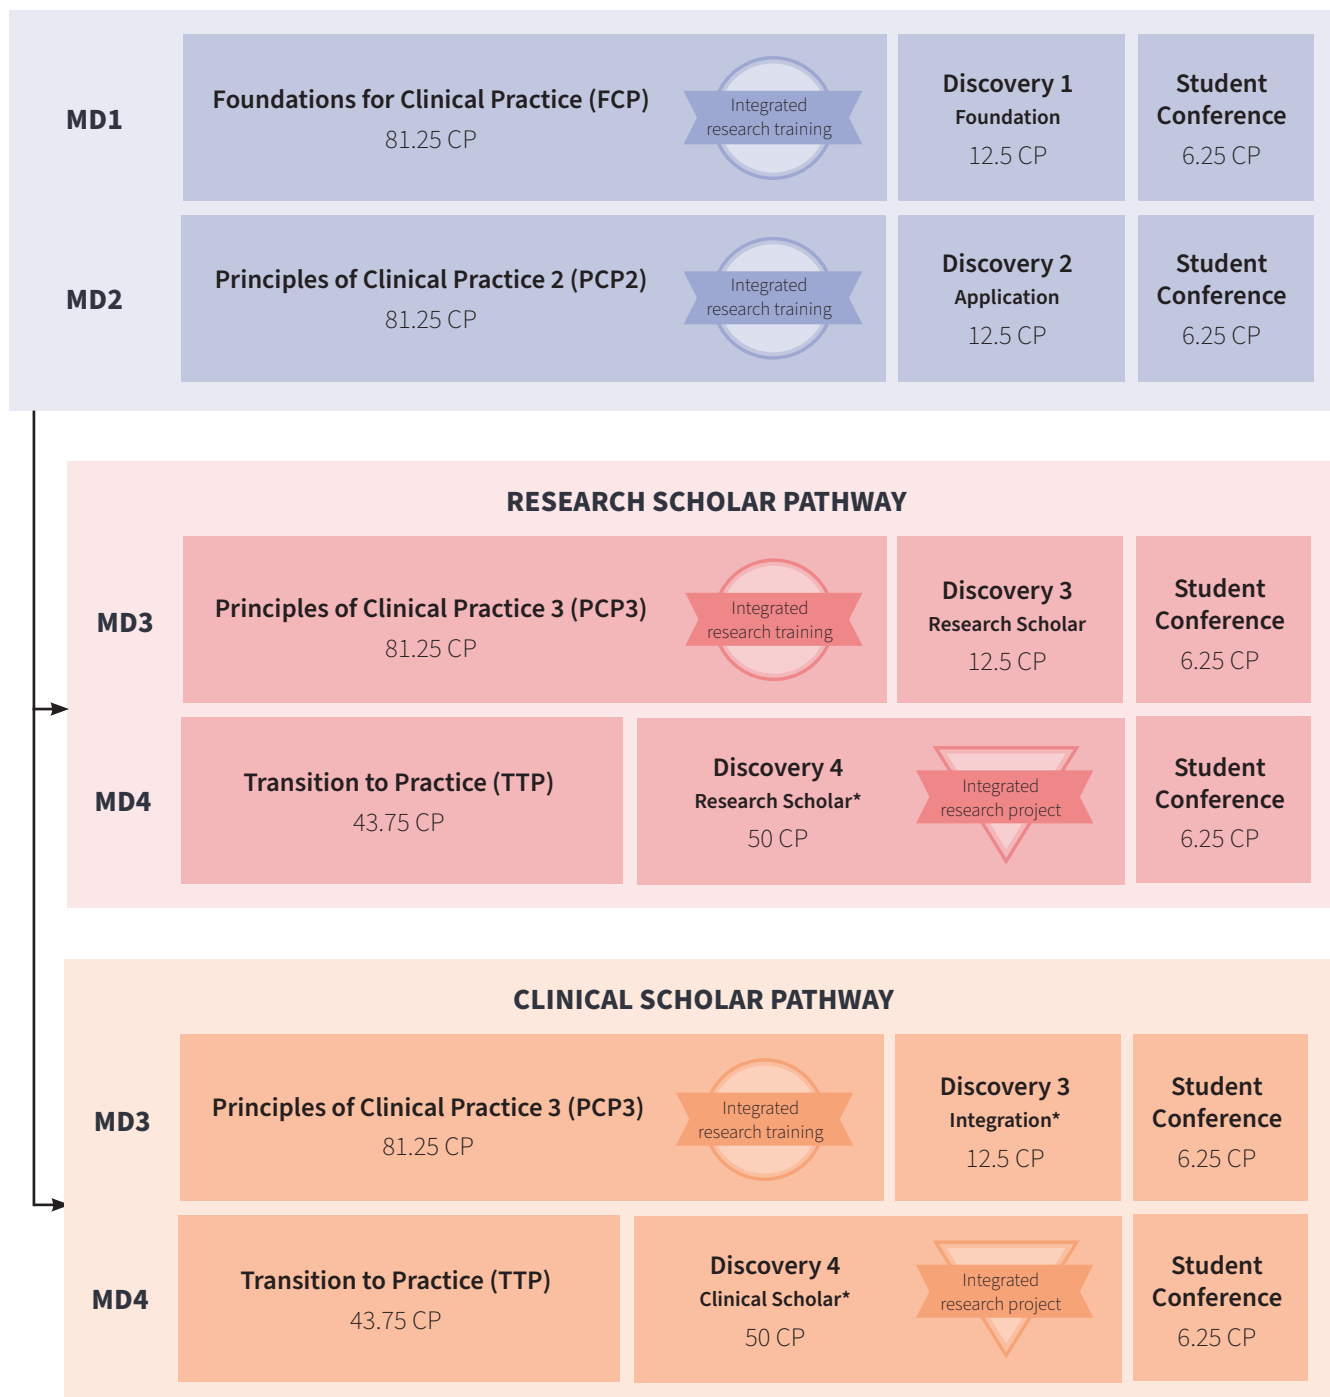 MD1
Foundations for Clinical Practice (FCP)
81.25 CP
Integrated
research training
Discovery 1
Foundation
12.5 CP
Student
Conference
6.25 CP
MD2
Principles of Clinical Practice 2 (PCP2)
81.25 CP
Integrated
research training
Discovery 2
Application
12.5 CP
Student
Conference
6.25 CP
RESEARCH SCHOLAR PATHWAY
MD3
Principles of Clinical Practice 3 (PCP3)
81.25 CP
Integrated
research training
Discovery 3
Research Scholar
12.5 CP
Student
Conference
6.25 CP
MD4
Transition to Practice (TTP)
43.75 CP
Discovery 4
Research Scholar*
50 CP
Integrated
research project
Student
Conference
6.25 CP
CLINICAL SCHOLAR PATHWAY
MD3
Principles of Clinical Practice 3 (PCP3)
81.25 CP
Integrated
research training
Discovery 3
Integration*
12.5 CP
Student
Conference
6.25 CP
MD4
Transition to Practice (TTP)
43.75 CP
Discovery 4
Clinical Scholar*
50 CP
Integrated
research project
Student
Conference
6.25 CP